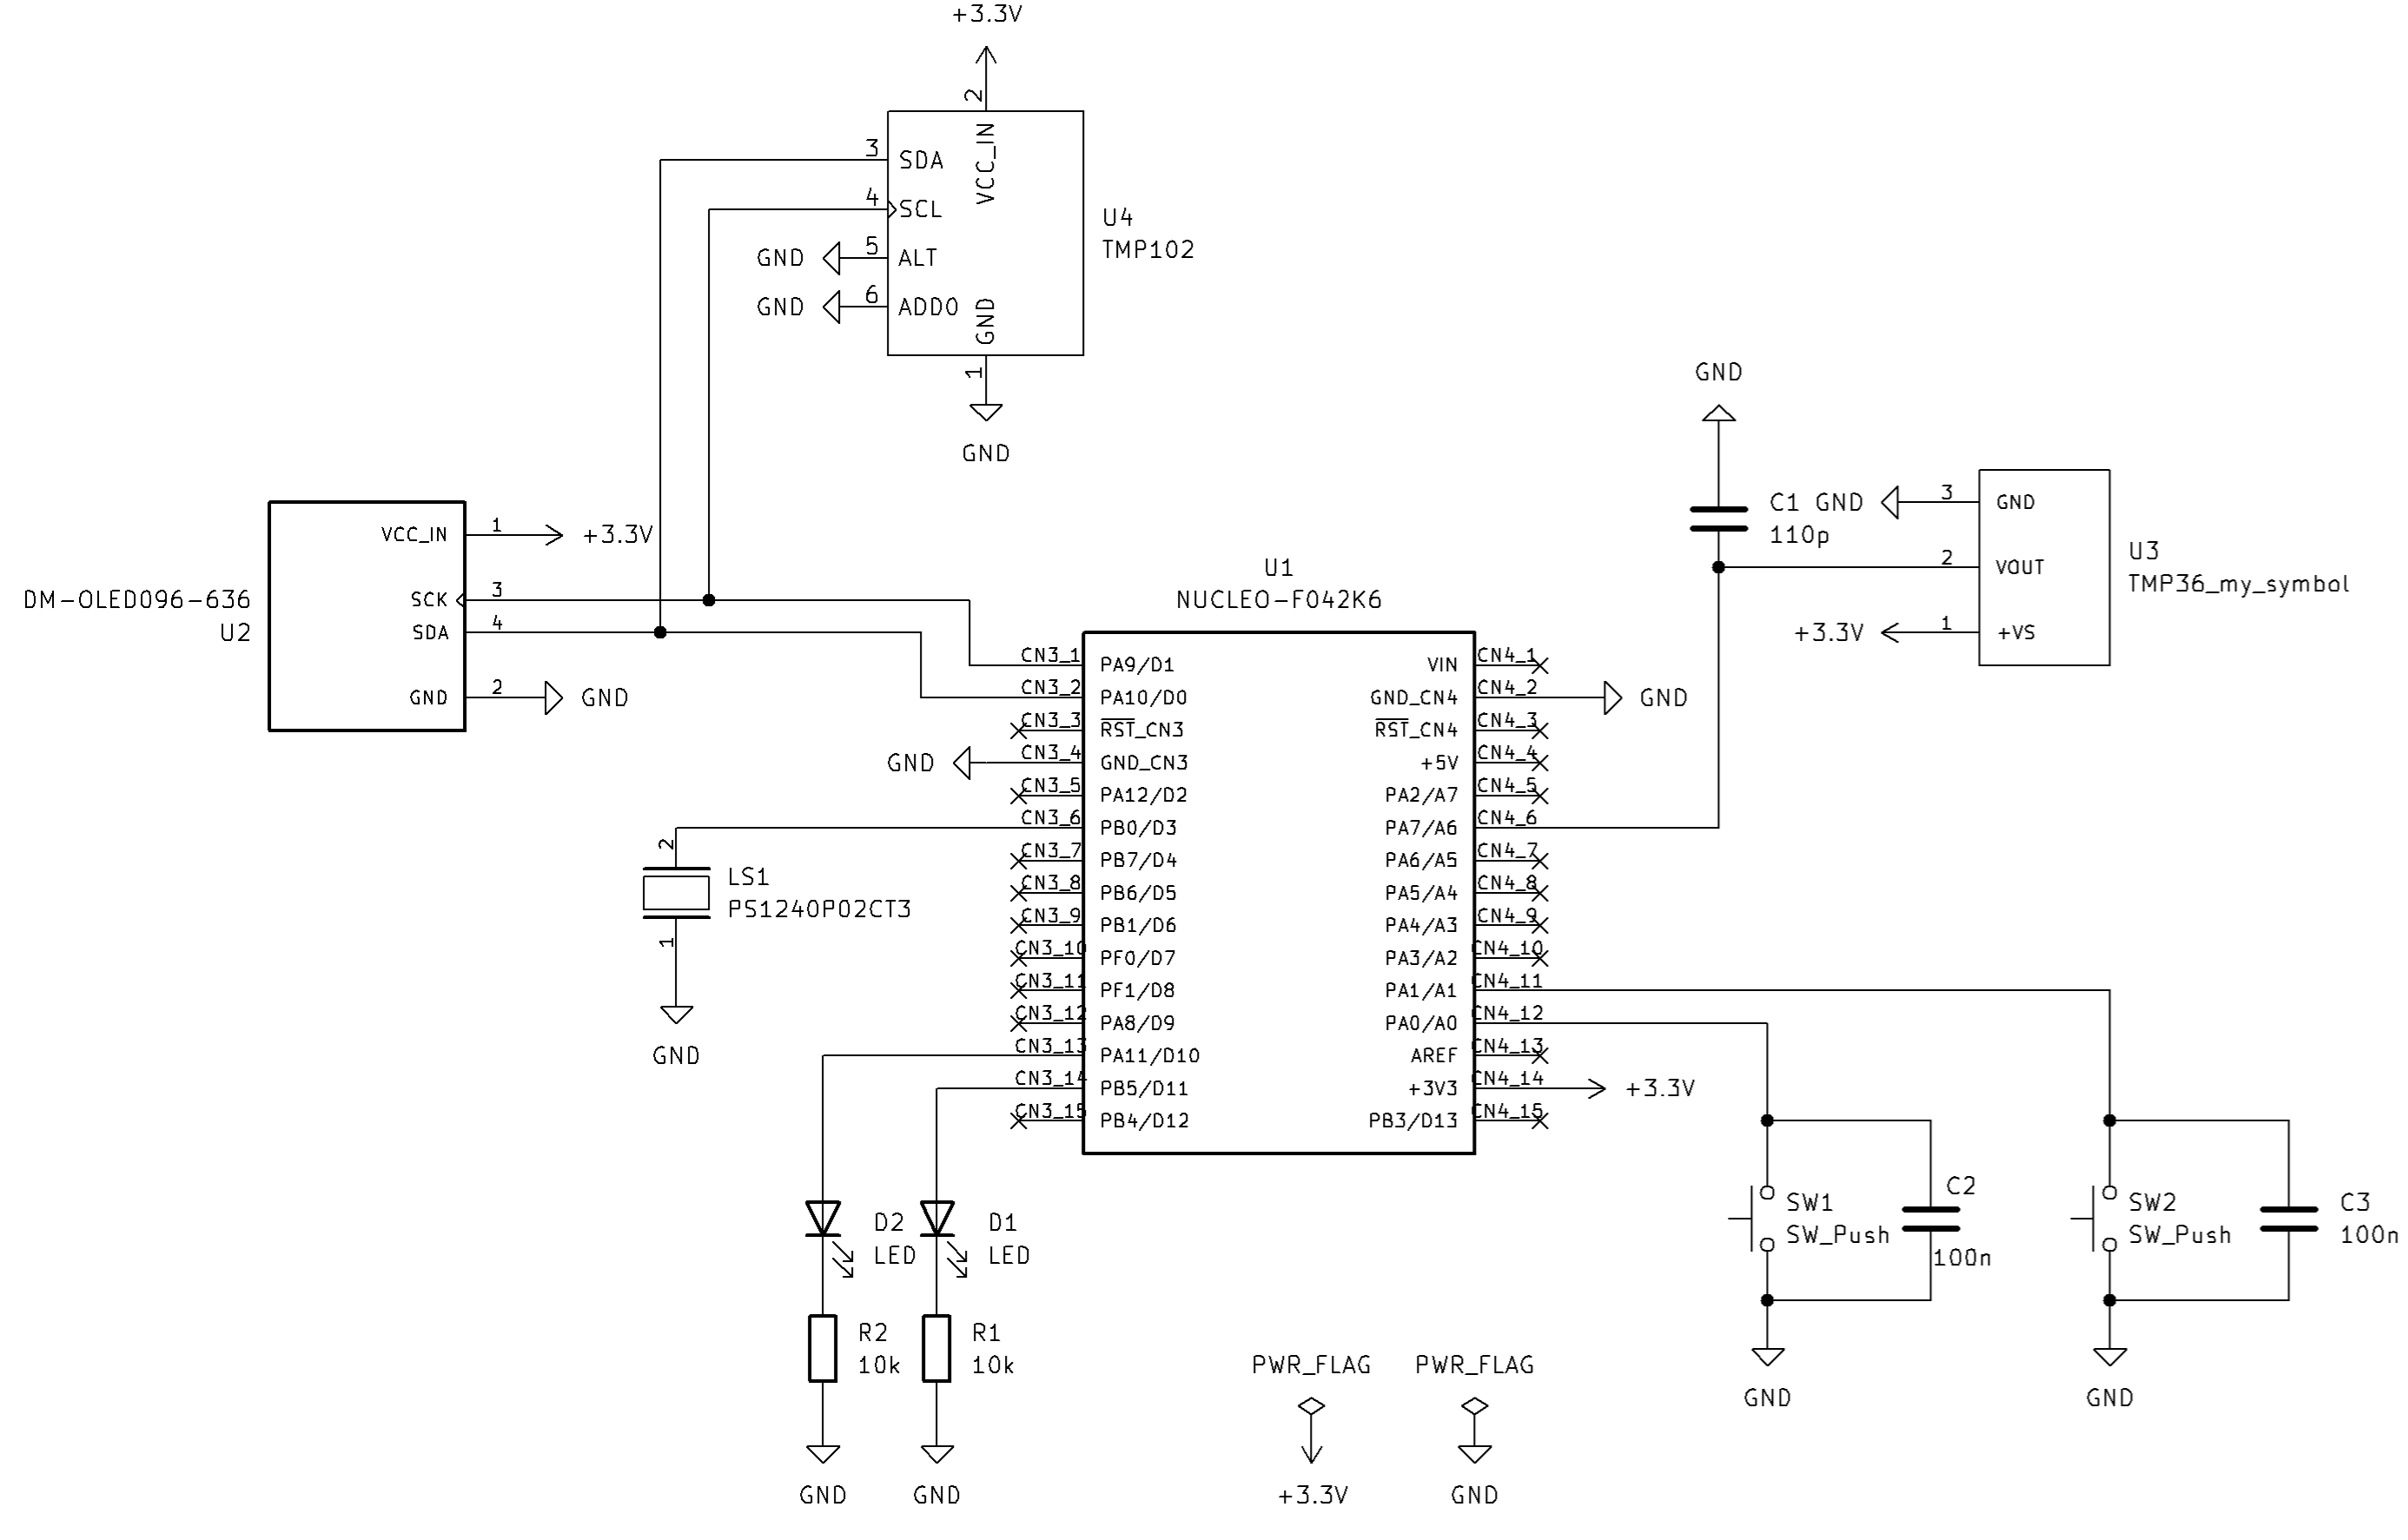 +3.3V
2
VCC_IN
3
SDA
4
SCL
GND
5
ALT
GND
6
ADD0
GND
1
GND
U4
TMP102
VCC_IN
1
+3.3V
SCK
3
SDA
4
GND
2
GND
DM-OLED096-636
U2
GND
C1
110p
GND
3
GND
2
VOUT
+3.3V
1
+VS
U3
TMP36_my_symbol
U1
NUCLEO-F042K6
CN3_1
PA9/D1
CN3_2
PA10/D0
CN3_3
RST_CN3
GND
CN3_4
GND_CN3
CN3_5
PA12/D2
CN3_6
PB0/D3
CN3_7
PB7/D4
CN3_8
PB6/D5
CN3_9
PB1/D6
CN3_10
PF0/D7
CN3_11
PF1/D8
CN3_12
PA8/D9
CN3_13
PA11/D10
CN3_14
PB5/D11
CN3_15
PB4/D12
VIN
CN4_1
GND_CN4
CN4_2
GND
RST_CN4
CN4_3
+5V
CN4_4
PA2/A7
CN4_5
PA7/A6
CN4_6
PA6/A5
CN4_7
PA5/A4
CN4_8
PA4/A3
CN4_9
PA3/A2
CN4_10
PA1/A1
CN4_11
PA0/A0
CN4_12
AREF
CN4_13
+3V3
CN4_14
+3.3V
PB3/D13
CN4_15
2
LS1
PS1240P02CT3
1
GND
D2
LED
D1
LED
R2
10k
R1
10k
GND
GND
PWR_FLAG
+3.3V
PWR_FLAG
GND
SW1
SW_Push
C2
100n
GND
SW2
SW_Push
C3
100n
GND